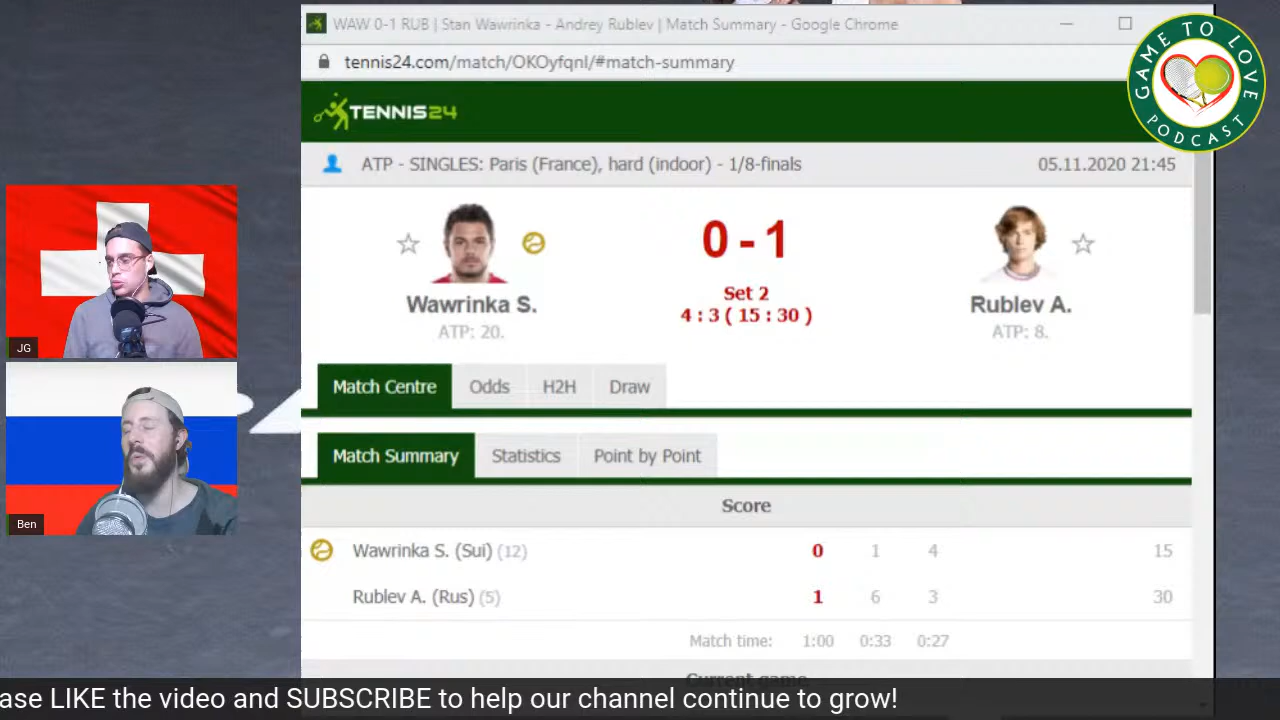 WAW 0-1 RUB | Stan Wawrinka - Andrey Rublev | Match Summary - Google Chrome
tennis24.com/match/OKOyfqnI/#match-summary
GAME TO LOVE
PODCAST
TENNIS24
ATP - SINGLES: Paris (France), hard (indoor) - 1/8-finals
05.11.2020 21:45
0 - 1
Set 2
4 : 3 ( 15 : 30 )
Wawrinka S.
ATP: 20.
Rublev A.
ATP: 8.
JG
Ben
Match Centre Odds H2H Draw
Match Summary Statistics Point by Point
Score
Wawrinka S. (Sui) (12) 0 1 4 15
Rublev A. (Rus) (5) 1 6 3 30
Match time: 1:00 0:33 0:27
Current game
ase LIKE the video and SUBSCRIBE to help our channel continue to grow!